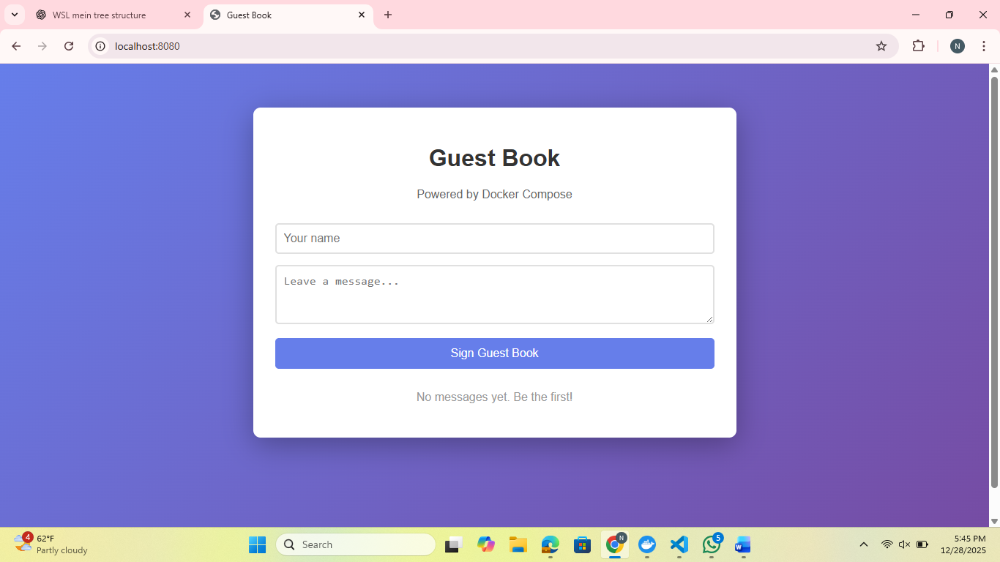 WSL mein tree structure
Guest Book
localhost:8080
N
Guest Book
Powered by Docker Compose
Your name
Leave a message...
Sign Guest Book
No messages yet. Be the first!
4
62°F
Partly cloudy
Search
N
5
W
5:45 PM
12/28/2025